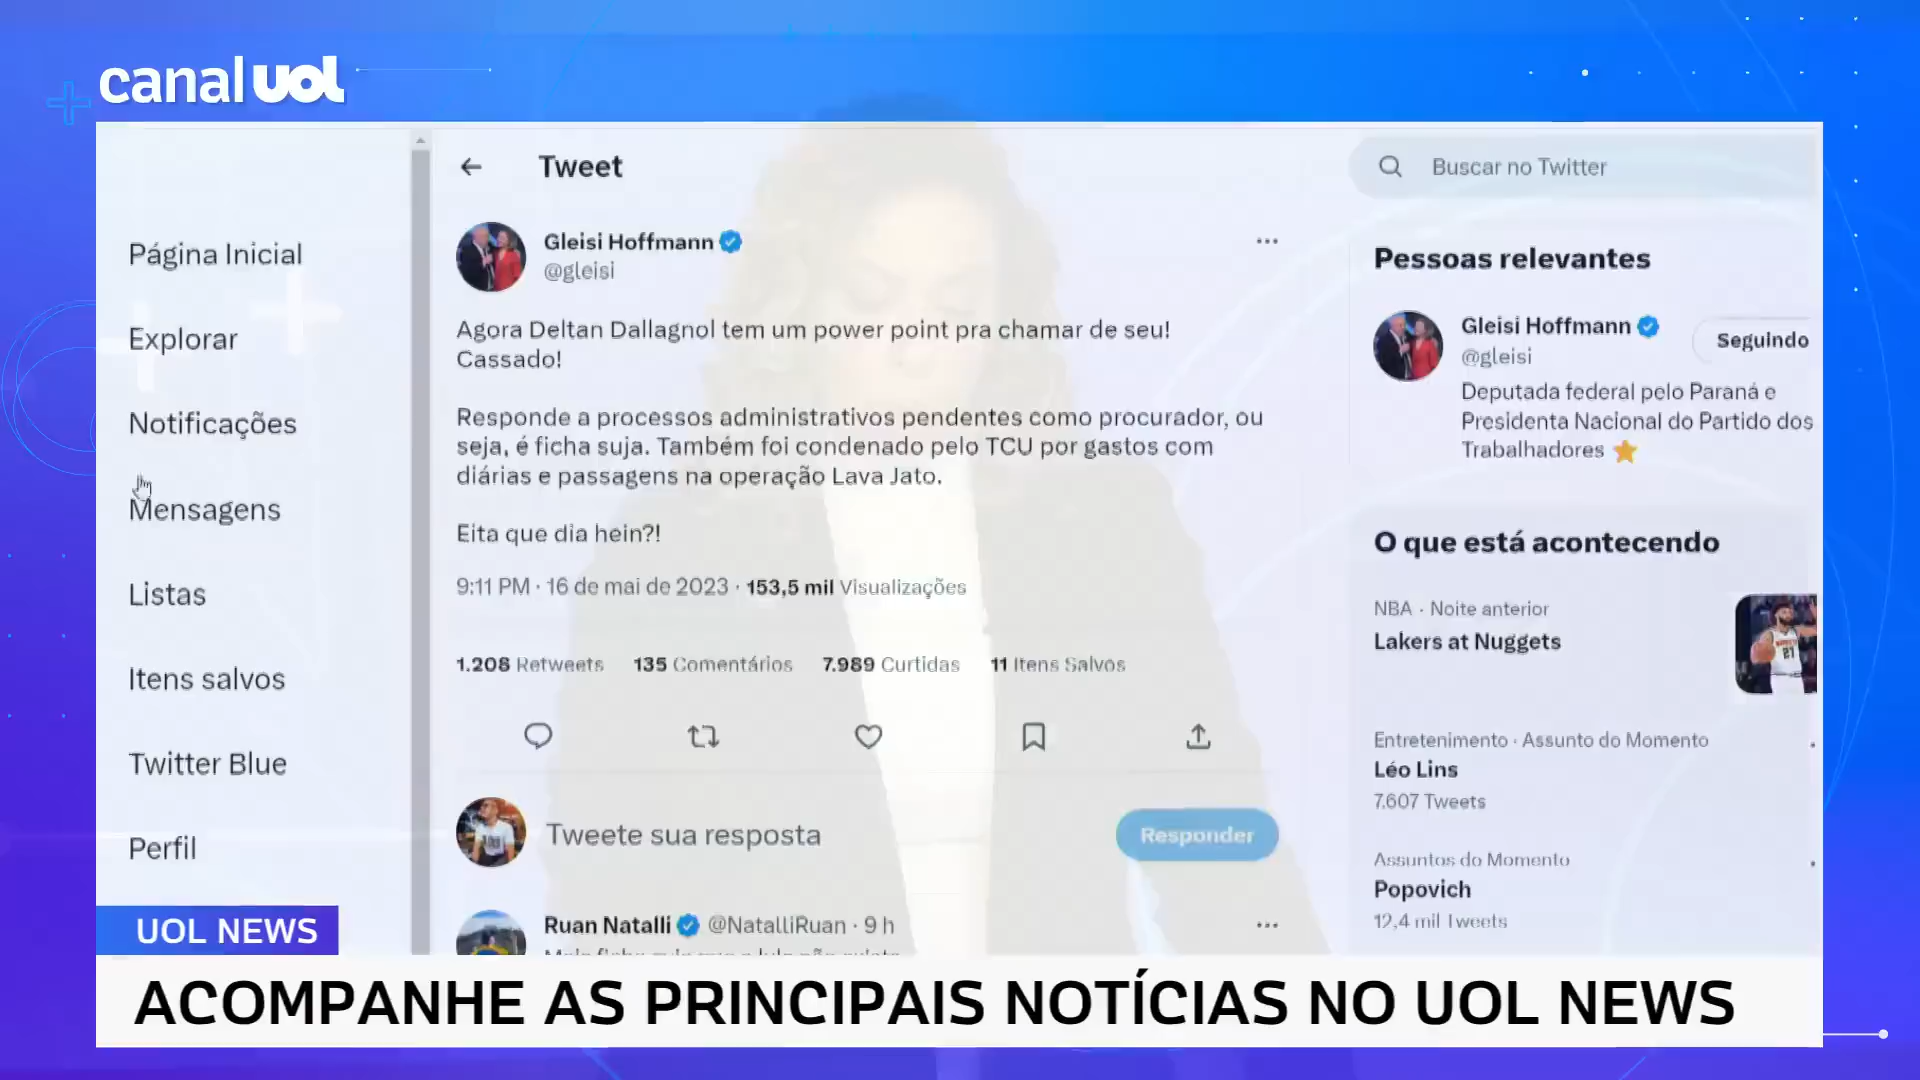 canal uol
Página Inicial
Explorar
Notificações
Mensagens
Listas
Itens salvos
Twitter Blue
Perfil
Tweet
Gleisi Hoffmann
@gleisi
Agora Deltan Dallagnol tem um power point pra chamar de seu!
Cassado!
Responde a processos administrativos pendentes como procurador, ou
seja, é ficha suja. Também foi condenado pelo TCU por gastos com
diárias e passagens na operação Lava Jato.
Eita que dia hein?!
9:11 PM · 16 de mai de 2023 · 153,5 mil Visualizações
1.208 Retweets 135 Comentários 7.989 Curtidas 11 Itens Salvos
Tweete sua resposta
Responder
Ruan Natalli @NatalliRuan · 9 h
Buscar no Twitter
Pessoas relevantes
Gleisi Hoffmann
@gleisi
Seguindo
Deputada federal pelo Paraná e
Presidenta Nacional do Partido dos
Trabalhadores
O que está acontecendo
NBA · Noite anterior
Lakers at Nuggets
Entretenimento · Assunto do Momento
Léo Lins
7.607 Tweets
Assuntos do Momento
Popovich
12,4 mil Tweets
UOL NEWS
ACOMPANHE AS PRINCIPAIS NOTÍCIAS NO UOL NEWS